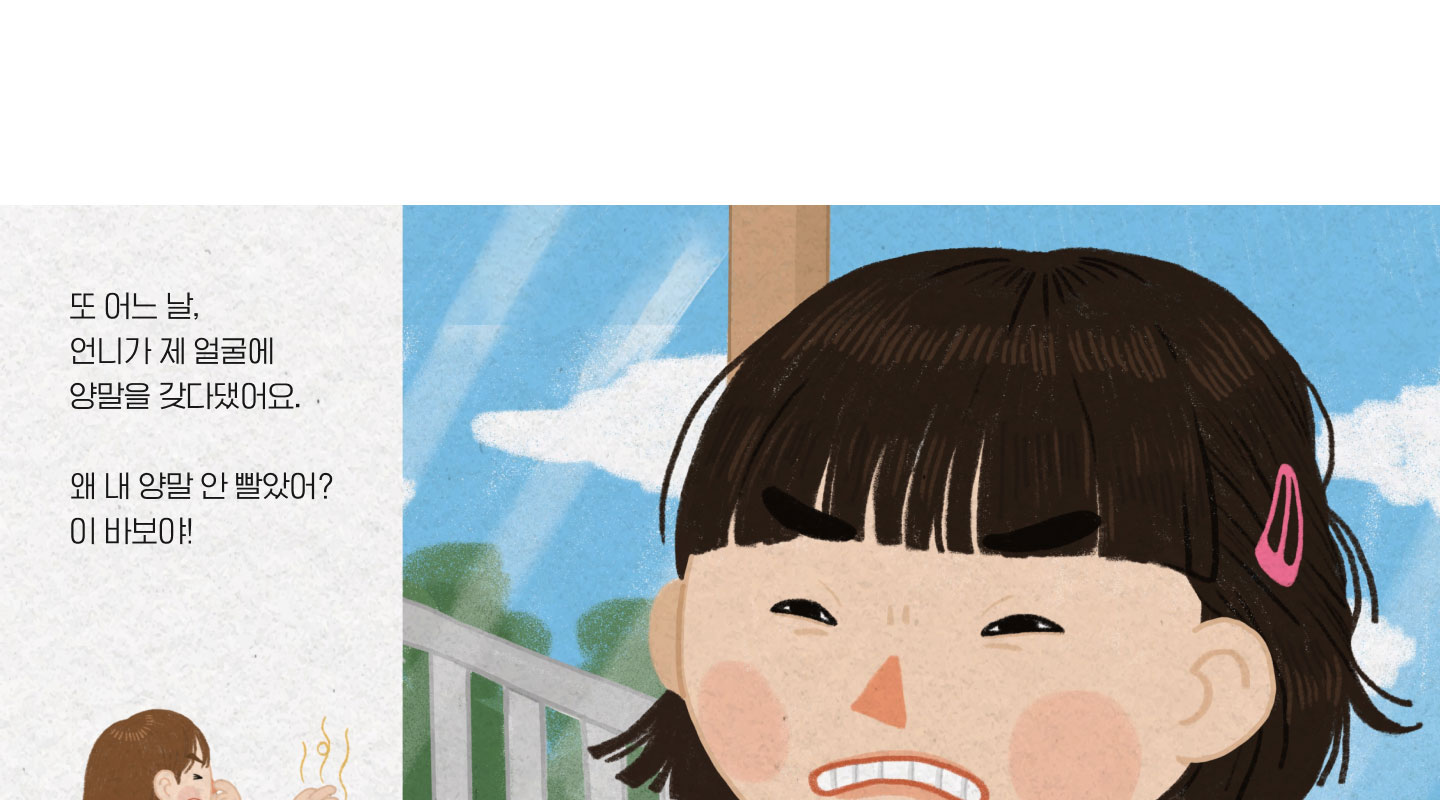 또 어느 날,
언니가 제 얼굴에
양말을 갖다댔어요.
왜 내 양말 안 빨았어?
이 바보야!